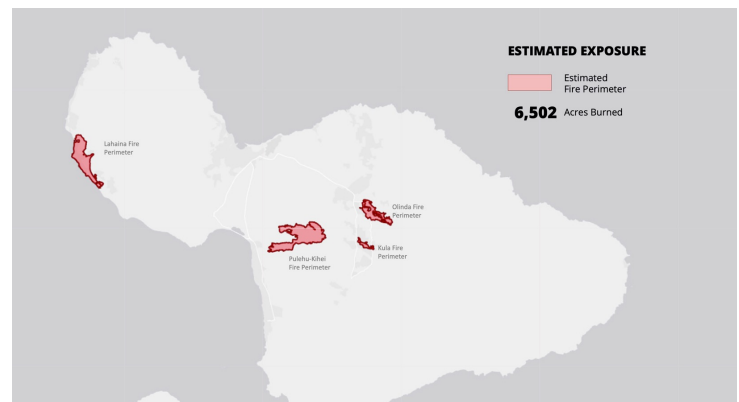 ESTIMATED EXPOSURE
Estimated
Fire Perimeter
6,502 Acres Burned
Lahaina Fire
Perimeter
Olinda Fire
Perimeter
Kula Fire
Perimeter
Pulehu-Kihei
Fire Perimeter